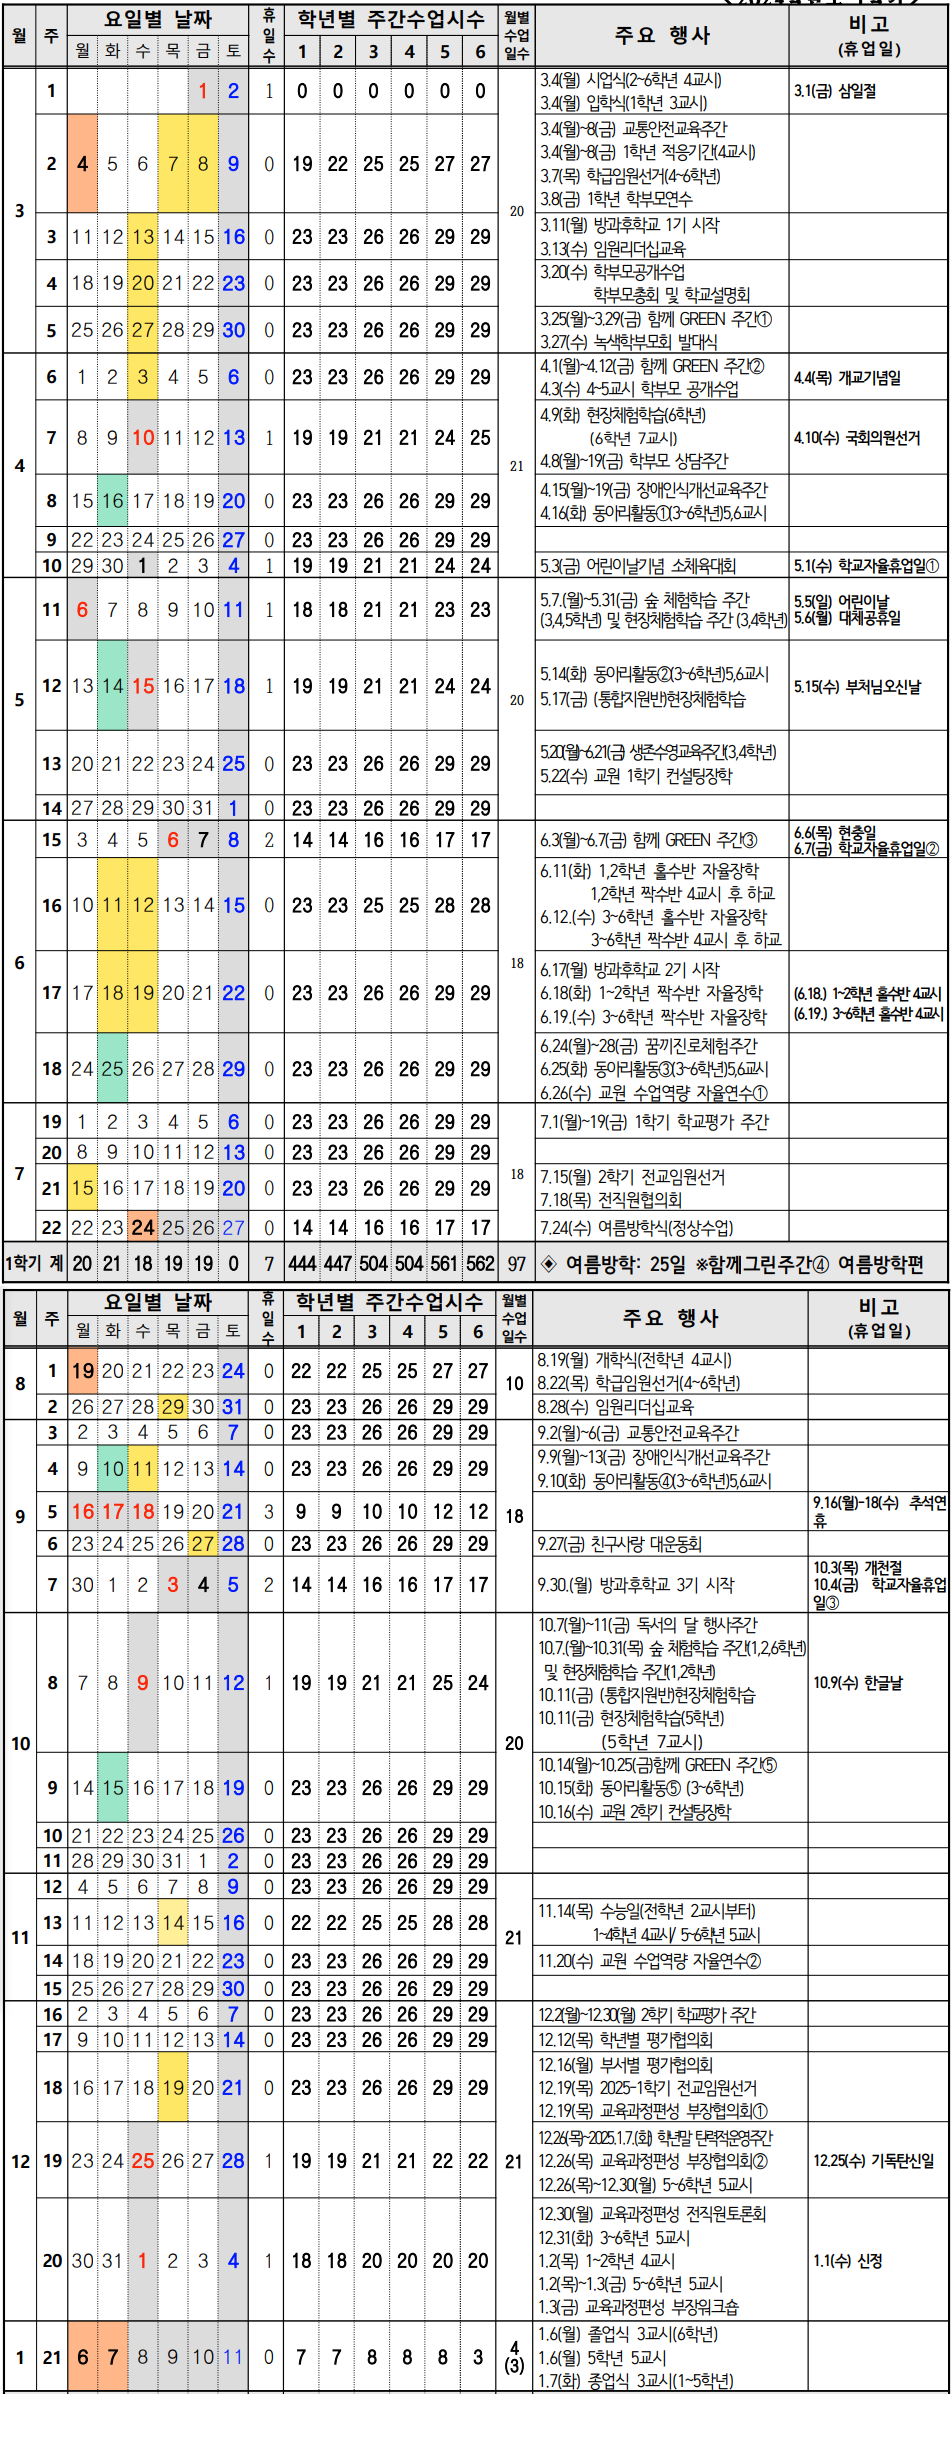 월 주 요일별 날짜 휴일수 학년별 주간수업시수 월별수업일수 주요 행사 비고 (휴업일)
월 화 수 목 금 토 1 2 3 4 5 6
3 1 1 2 1 0 0 0 0 0 0 20 3.4(월) 시업식(2~6학년 4교시) 3.1(금) 삼일절
3.4(월) 입학식(1학년 3교시)
2 4 5 6 7 8 9 0 19 22 25 25 27 27 3.4(월)~8(금) 교통안전교육주간
3.4(월)~8(금) 1학년 적응기간(4교시)
3.7(목) 학급임원선거(4~6학년)
3.8(금) 1학년 학부모연수
3 11 12 13 14 15 16 0 23 23 26 26 29 29 3.11(월) 방과후학교 1기 시작
3.13(수) 임원리더십교육
4 18 19 20 21 22 23 0 23 23 26 26 29 29 3.20(수) 학부모공개수업
학부모총회 및 학교설명회
5 25 26 27 28 29 30 0 23 23 26 26 29 29 3.25(월)~3.29(금) 함께 GREEN 주간①
3.27(수) 녹색학부모회 발대식
4 6 1 2 3 4 5 6 0 23 23 26 26 29 29 21 4.1(월)~4.12(금) 함께 GREEN 주간② 4.4(목) 개교기념일
4.3(수) 4~5교시 학부모 공개수업
7 8 9 10 11 12 13 1 19 19 21 21 24 25 4.9(화) 현장체험학습(6학년) 4.10(수) 국회의원선거
(6학년 7교시)
4.8(월)~19(금) 학부모 상담주간
8 15 16 17 18 19 20 0 23 23 26 26 29 29 4.15(월)~19(금) 장애인식개선교육주간
4.16(화) 동아리활동①(3~6학년)5,6교시
9 22 23 24 25 26 27 0 23 23 26 26 29 29
10 29 30 1 2 3 4 1 19 19 21 21 24 24 5.3(금) 어린이날기념 소체육대회 5.1(수) 학교자율휴업일①
5 11 6 7 8 9 10 11 1 18 18 21 21 23 23 20 5.7.(월)~5.31(금) 숲 체험학습 주간 5.5(일) 어린이날
(3,4,5학년) 및 현장체험학습 주간 (3,4학년) 5.6(월) 대체공휴일
12 13 14 15 16 17 18 1 19 19 21 21 24 24 5.14(화) 동아리활동②(3~6학년)5,6교시 5.15(수) 부처님오신날
5.17(금) (통합지원반)현장체험학습
13 20 21 22 23 24 25 0 23 23 26 26 29 29 5.20(월)~6.21(금) 생존수영교육주간(3,4학년)
5.22(수) 교원 1학기 컨설팅장학
14 27 28 29 30 31 1 0 23 23 26 26 29 29
6 15 3 4 5 6 7 8 2 14 14 16 16 17 17 18 6.3(월)~6.7(금) 함께 GREEN 주간③ 6.6(목) 현충일
6.7(금) 학교자율휴업일②
16 10 11 12 13 14 15 0 23 23 25 25 28 28 6.11(화) 1,2학년 홀수반 자율장학
1,2학년 짝수반 4교시 후 하교
6.12.(수) 3~6학년 홀수반 자율장학
3~6학년 짝수반 4교시 후 하교
17 17 18 19 20 21 22 0 23 23 26 26 29 29 6.17(월) 방과후학교 2기 시작
6.18(화) 1~2학년 짝수반 자율장학 (6.18.) 1~2학년 홀수반 4교시
6.19.(수) 3~6학년 짝수반 자율장학 (6.19.) 3~6학년 홀수반 4교시
18 24 25 26 27 28 29 0 23 23 26 26 29 29 6.24(월)~28(금) 꿈끼진로체험주간
6.25(화) 동아리활동③(3~6학년)5,6교시
6.26(수) 교원 수업역량 자율연수①
7 19 1 2 3 4 5 6 0 23 23 26 26 29 29 18 7.1(월)~19(금) 1학기 학교평가 주간
20 8 9 10 11 12 13 0 23 23 26 26 29 29
21 15 16 17 18 19 20 0 23 23 26 26 29 29 7.15(월) 2학기 전교임원선거
7.18(목) 전직원협의회
22 22 23 24 25 26 27 0 14 14 16 16 17 17 7.24(수) 여름방학식(정상수업)
1학기 계 20 21 18 19 19 0 7 444 447 504 504 561 562 97 ◈ 여름방학: 25일 ※함께그린주간④ 여름방학편
월 주 요일별 날짜 휴일수 학년별 주간수업시수 월별수업일수 주요 행사 비고 (휴업일)
월 화 수 목 금 토 1 2 3 4 5 6
8 1 19 20 21 22 23 24 0 22 22 25 25 27 27 10 8.19(월) 개학식(전학년 4교시)
8.22(목) 학급임원선거(4~6학년)
2 26 27 28 29 30 31 0 23 23 26 26 29 29 8.28(수) 임원리더십교육
9 3 2 3 4 5 6 7 0 23 23 26 26 29 29 18 9.2(월)~6(금) 교통안전교육주간
4 9 10 11 12 13 14 0 23 23 26 26 29 29 9.9(월)~13(금) 장애인식개선교육주간
9.10(화) 동아리활동④(3~6학년)5,6교시
5 16 17 18 19 20 21 3 9 9 10 10 12 12 9.16(월)-18(수) 추석연
휴
6 23 24 25 26 27 28 0 23 23 26 26 29 29 9.27(금) 친구사랑 대운동회
7 30 1 2 3 4 5 2 14 14 16 16 17 17 9.30.(월) 방과후학교 3기 시작 10.3(목) 개천절
10.4(금) 학교자율휴업
일③
10 8 7 8 9 10 11 12 1 19 19 21 21 25 24 20 10.7(월)~11(금) 독서의 달 행사주간 10.9(수) 한글날
10.7.(월)~10.31(목) 숲 체험학습 주간(1,2,6학년)
및 현장체험학습 주간(1,2학년)
10.11(금) (통합지원반)현장체험학습
10.11(금) 현장체험학습(5학년)
(5학년 7교시)
9 14 15 16 17 18 19 0 23 23 26 26 29 29 10.14(월)~10.25(금)함께 GREEN 주간⑤
10.15(화) 동아리활동⑤ (3~6학년)
10.16(수) 교원 2학기 컨설팅장학
10 21 22 23 24 25 26 0 23 23 26 26 29 29
11 28 29 30 31 1 2 0 23 23 26 26 29 29
11 12 4 5 6 7 8 9 0 23 23 26 26 29 29 21
13 11 12 13 14 15 16 0 22 22 25 25 28 28 11.14(목) 수능일(전학년 2교시부터)
1~4학년 4교시/ 5~6학년 5교시
14 18 19 20 21 22 23 0 23 23 26 26 29 29 11.20(수) 교원 수업역량 자율연수②
15 25 26 27 28 29 30 0 23 23 26 26 29 29
12 16 2 3 4 5 6 7 0 23 23 26 26 29 29 21 12.2(월)~12.30(월) 2학기 학교평가 주간
17 9 10 11 12 13 14 0 23 23 26 26 29 29 12.12(목) 학년별 평가협의회
18 16 17 18 19 20 21 0 23 23 26 26 29 29 12.16(월) 부서별 평가협의회
12.19(목) 2025-1학기 전교임원선거
12.19(목) 교육과정편성 부장협의회①
19 23 24 25 26 27 28 1 19 19 21 21 22 22 12.26(목)~2025.1.7.(화) 학년말 탄력적운영주간 12.25(수) 기독탄신일
12.26(목) 교육과정편성 부장협의회②
12.26(목)~12.30(월) 5~6학년 5교시
20 30 31 1 2 3 4 1 18 18 20 20 20 20 12.30(월) 교육과정편성 전직원토론회 1.1(수) 신정
12.31(화) 3~6학년 5교시
1.2(목) 1~2학년 4교시
1.2(목)~1.3(금) 5~6학년 5교시
1.3(금) 교육과정편성 부장워크숍
1 21 6 7 8 9 10 11 0 7 7 8 8 8 3 4 (3) 1.6(월) 졸업식 3교시(6학년)
1.6(월) 5학년 5교시
1.7(화) 종업식 3교시(1~5학년)